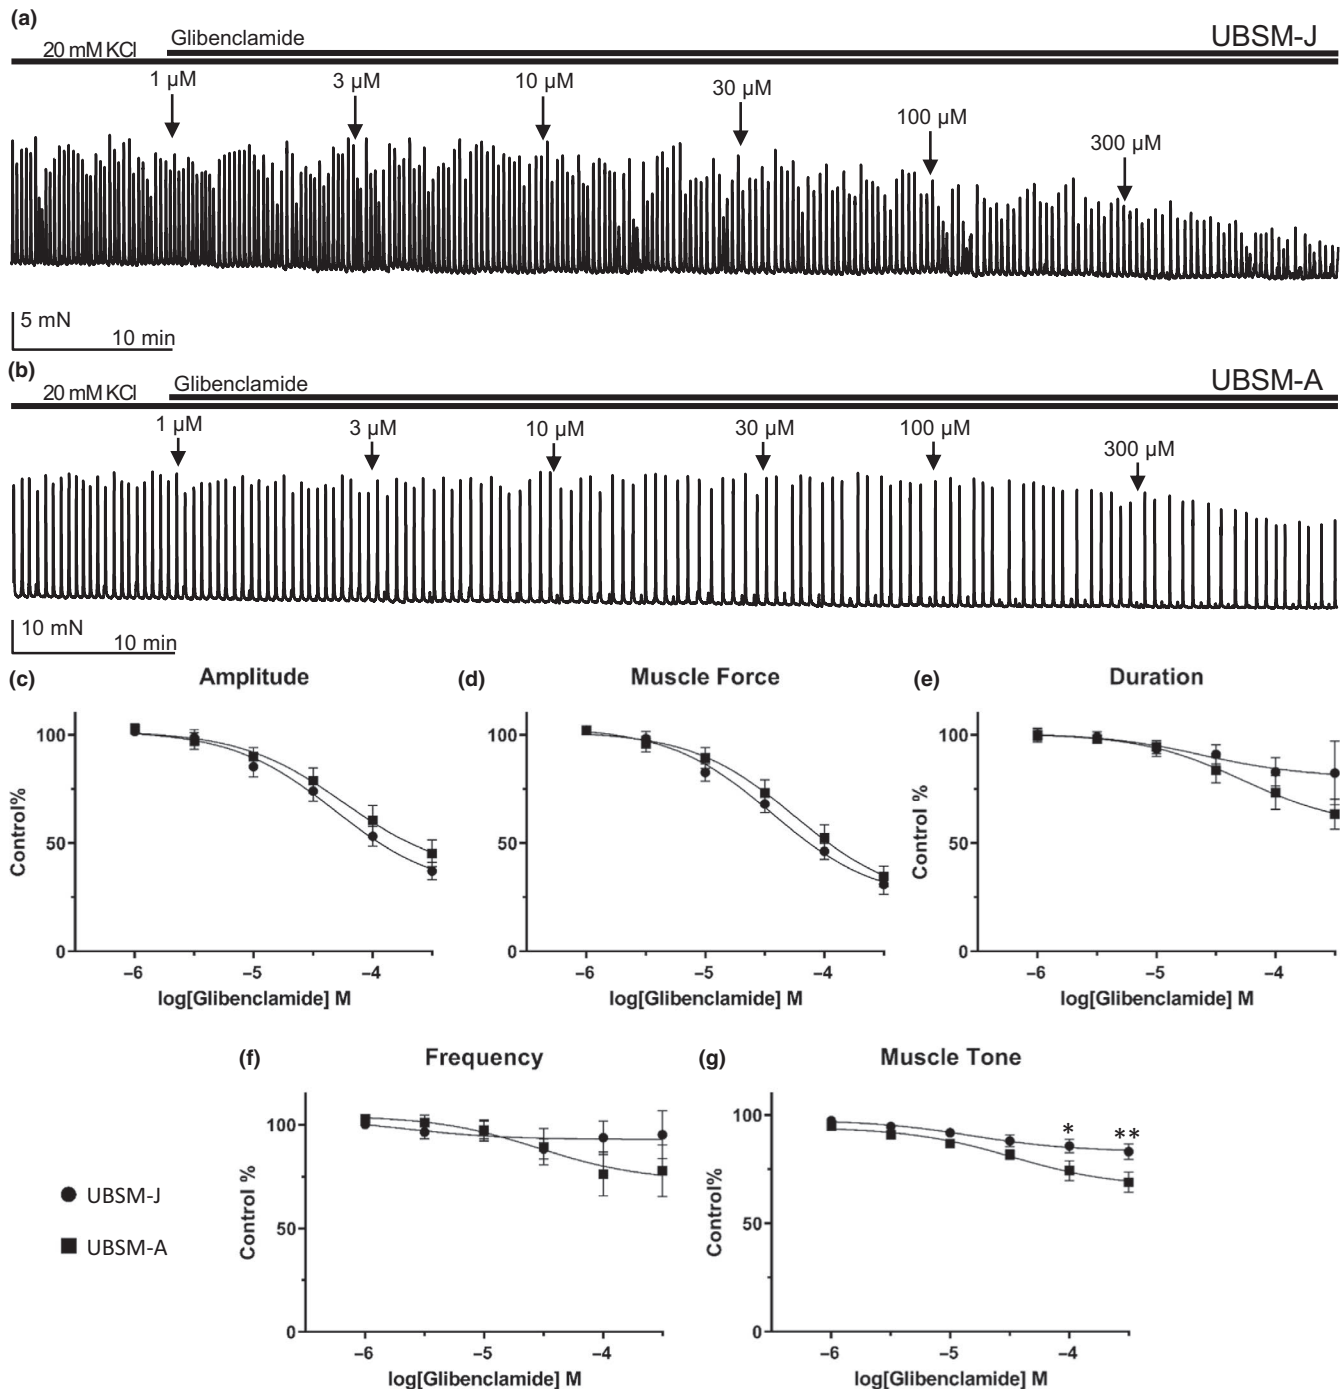 (a)
Glibenclamide
UBSM-J
20 mM KCl
1 µM
3 µM
10 µM
30 µM
100 µM
300 µM
5 mN
10 min
(b)
Glibenclamide
UBSM-A
20 mM KCl
1 µM
3 µM
10 µM
30 µM
100 µM
300 µM
10 mN
10 min
(c)
Amplitude
Control%
100
50
0
−6
−5
−4
log[Glibenclamide] M
(d)
Muscle Force
Control %
100
50
0
−6
−5
−4
log[Glibenclamide] M
(e)
Duration
Control %
100
50
0
−6
−5
−4
log[Glibenclamide] M
(f)
Frequency
Control %
100
50
0
−6
−5
−4
log[Glibenclamide] M
(g)
Muscle Tone
Control%
100
50
0
*
**
−6
−5
−4
log[Glibenclamide] M
UBSM-J
UBSM-A